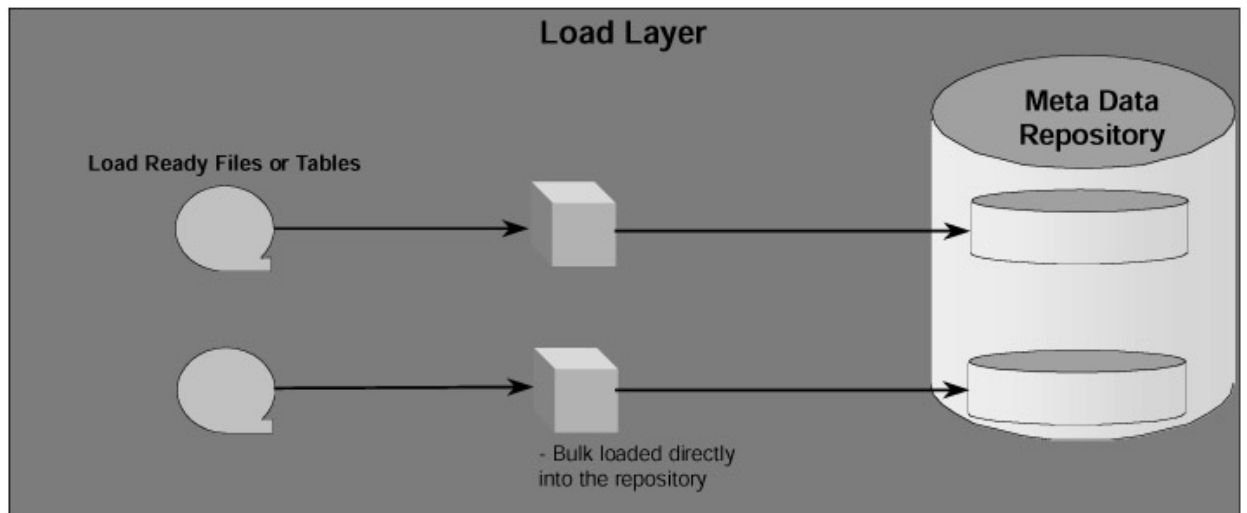 Load Layer
Meta Data
Repository
Load Ready Files or Tables
- Bulk loaded directly
into the repository